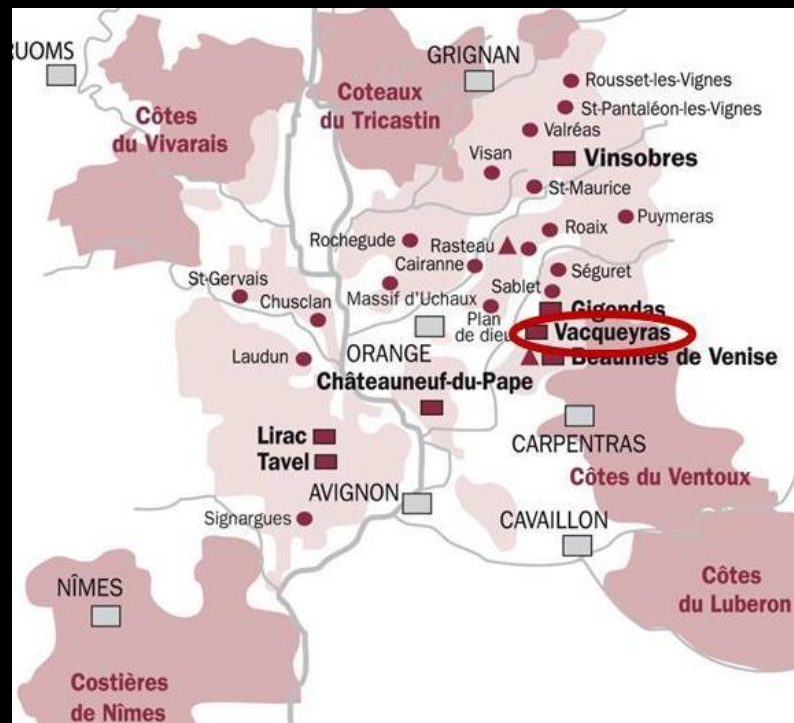 RUOMS
GRIGNAN
Rousset-les-Vignes
Côtes
du Vivarais
Coteaux
du Tricastin
St-Pantaléon-les-Vignes
Valréas
Visan
Vinsobres
St-Maurice
Puymeras
Rochegude
Rasteau
Roaix
Cairanne
Séguret
St-Gervais
Massif d'Uchaux
Sablet
Chusclan
Plan
de dieu
Gigondas
Vacqueyras
Laudun
ORANGE
Beaumes de Venise
Châteauneuf-du-Pape
Lirac
Tavel
CARPENTRAS
Côtes du Ventoux
AVIGNON
Signargues
CAVAILLON
NÎMES
Côtes
du Luberon
Costières
de Nîmes